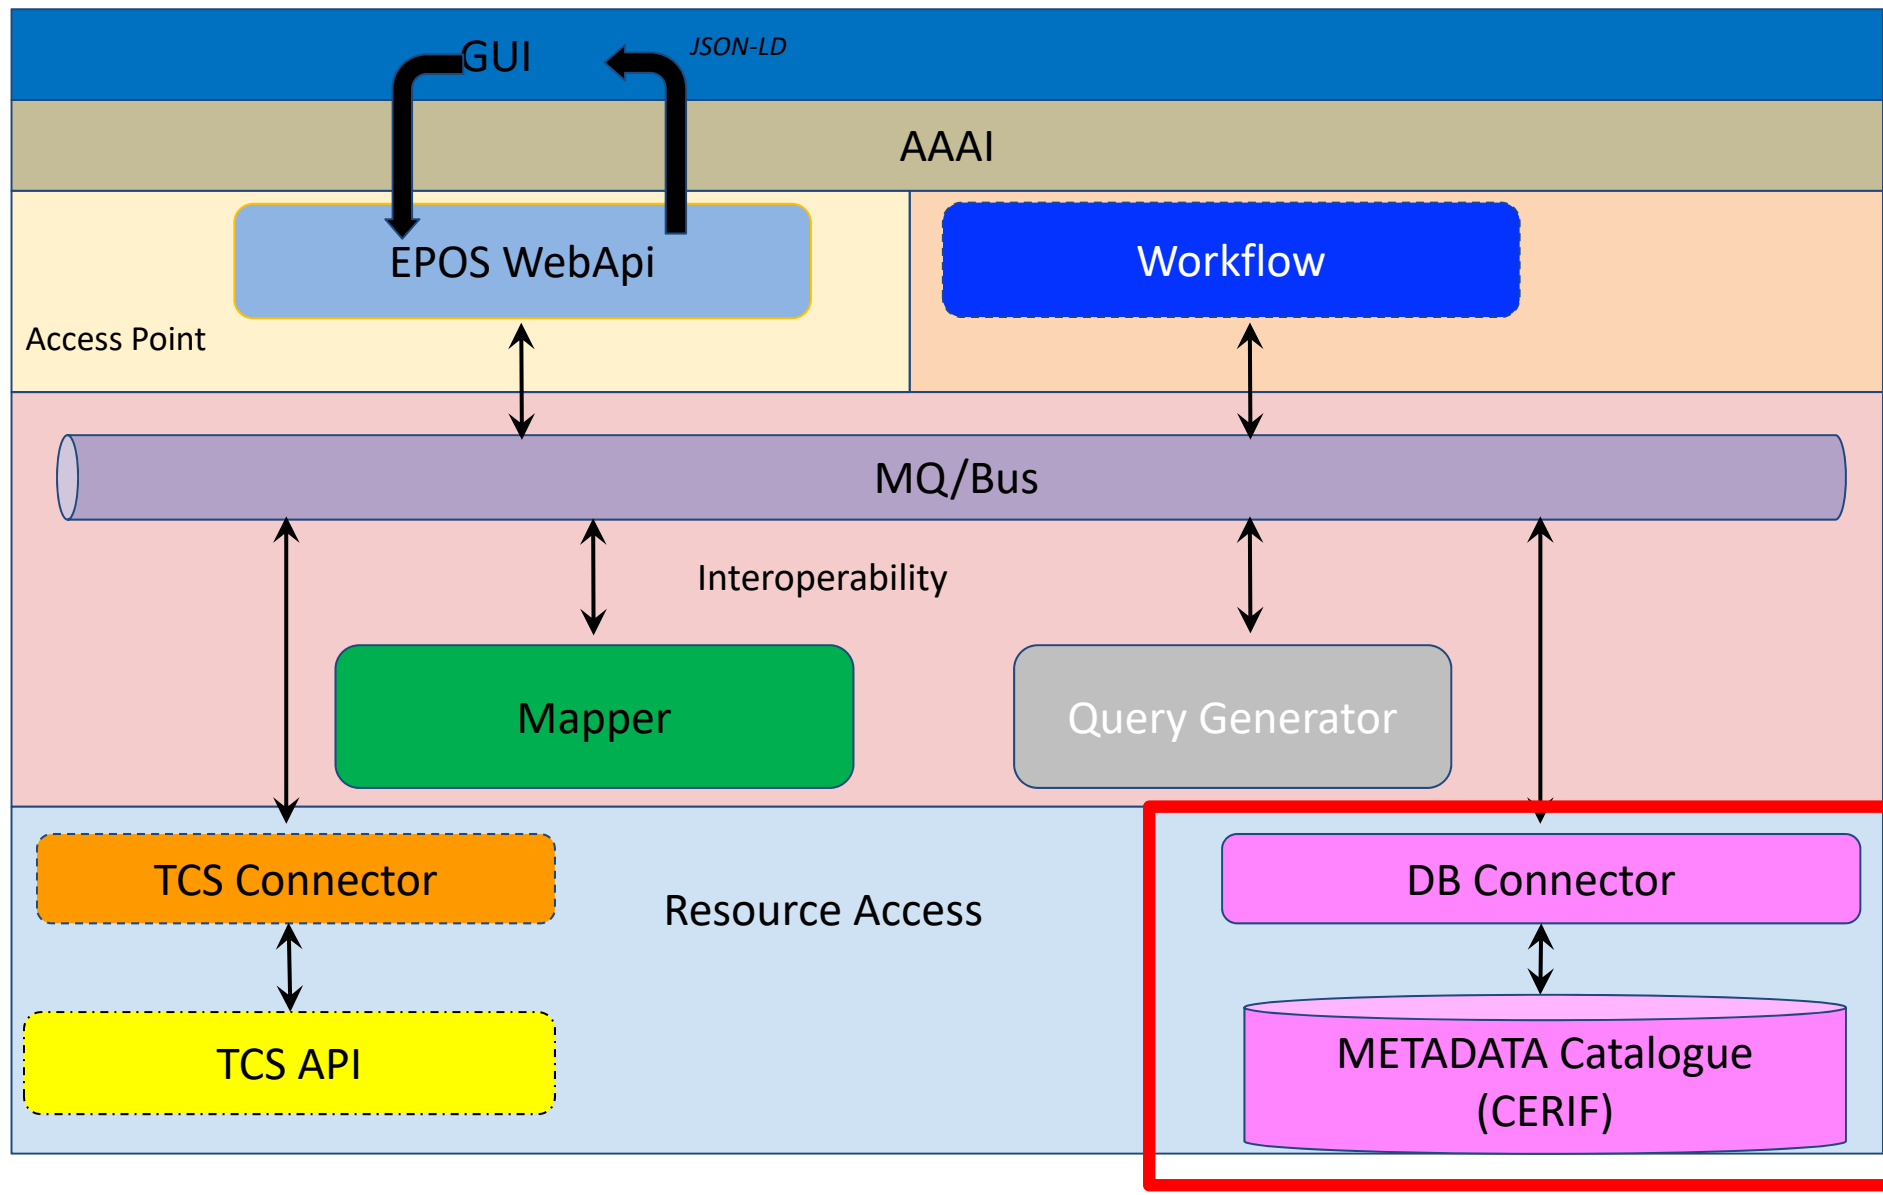 GUI
JSON-LD
AAAI
EPOS WebApi
Workflow
Access Point
MQ/Bus
Interoperability
Mapper
Query Generator
TCS Connector
Resource Access
DB Connector
TCS API
METADATA Catalogue
(CERIF)